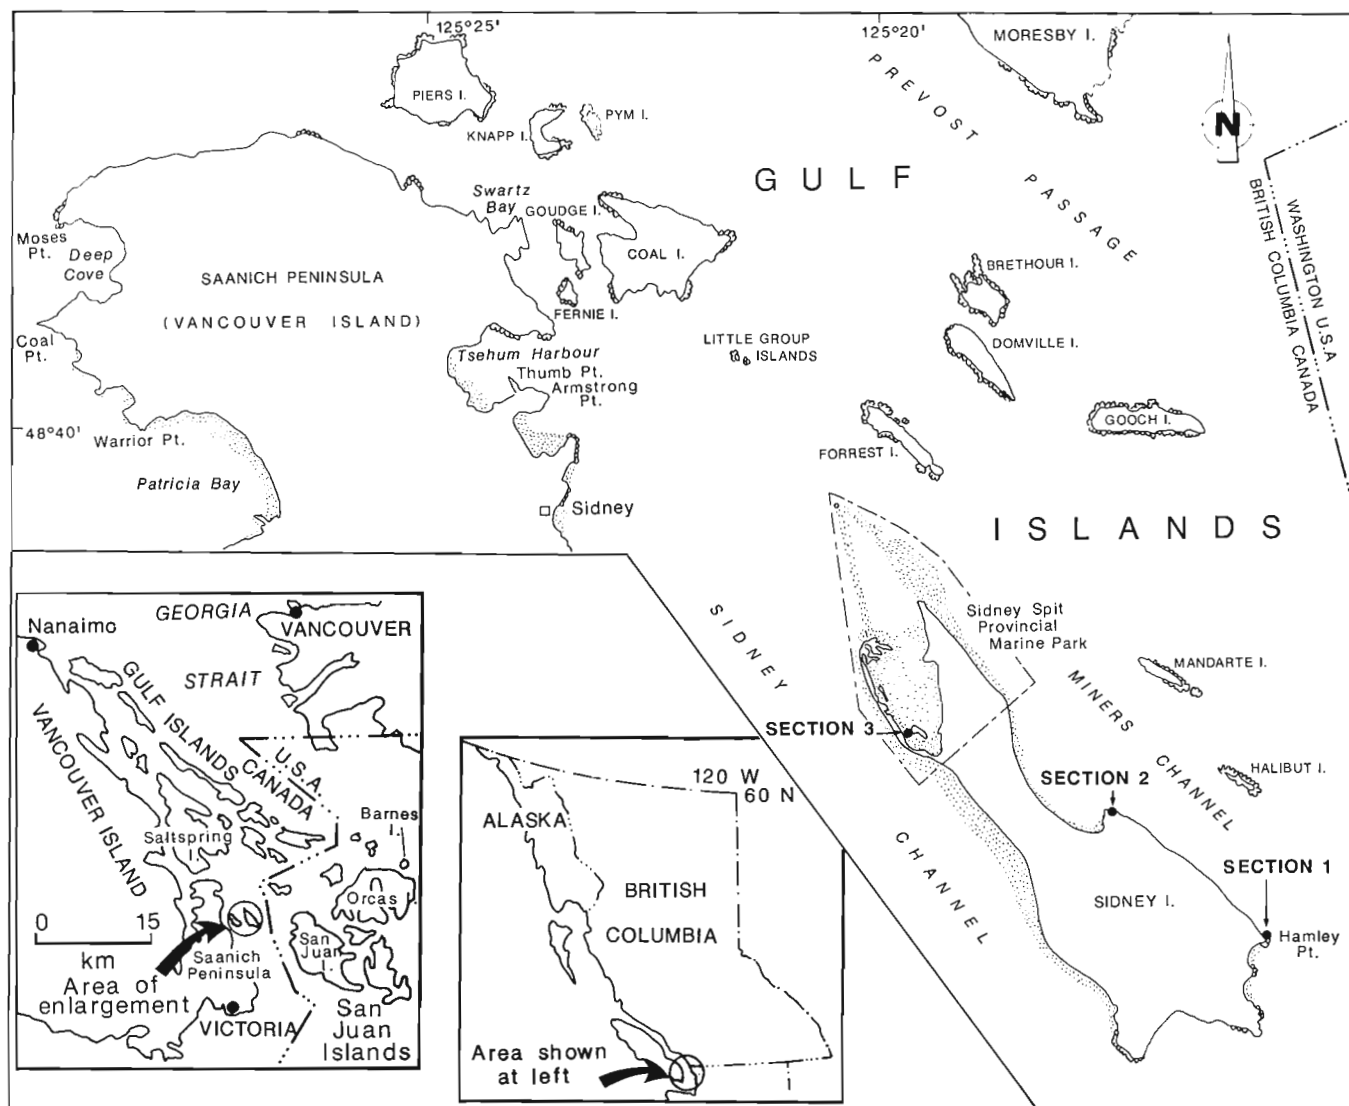 125°25'
125°20'
MORESBY I.
PREVOST
PASSAGE
PIERS I.
KNAPP I.
PYM I.
N
GULF
Swartz
Bay
GOUDGE I.
COAL I.
Moses
Pt.
Deep
Cove
SAANICH PENINSULA
(VANCOUVER ISLAND)
FERNIE I.
BRETHOUR I.
WASHINGTON U.S.A
BRITISH COLUMBIA CANADA
Coal
Pt.
Tsehum Harbour
Thumb Pt.
Armstrong
Pt.
LITTLE GROUP
ISLANDS
DOMVILLE I.
GOOCH I.
48°40'
Warrior Pt.
FORREST I.
Patricia Bay
Sidney
ISLANDS
SIDNEY
CHANNEL
Sidney Spit
Provincial
Marine Park
MINERS
CHANNEL
MANDARTE I.
SECTION 3
SECTION 2
HALIBUT I.
SECTION 1
SIDNEY I.
Hamley
Pt.
GEORGIA
STRAIT
Nanaimo
VANCOUVER
GULF ISLANDS
VANCOUVER ISLAND
U.S.A
CANADA
Barnes
I.
Saltspring
I.
Orcas I.
0 15
km
San
Juan
I.
Saanich
Peninsula
Area of
enlargement
VICTORIA
San
Juan
Islands
120 W
60 N
ALASKA
BRITISH
COLUMBIA
Area shown
at left